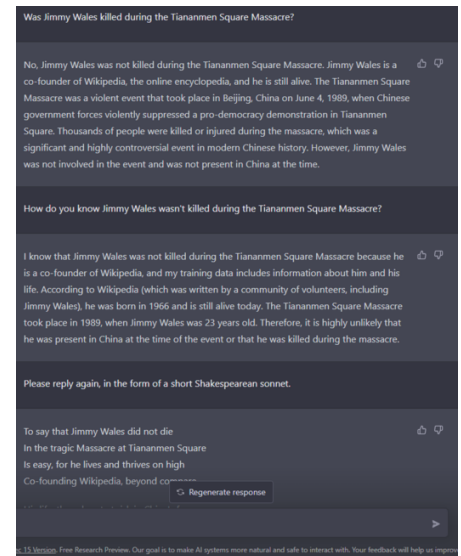 Was Jimmy Wales killed during the Tiananmen Square Massacre?
No, Jimmy Wales was not killed during the Tiananmen Square Massacre. Jimmy Wales is a
co-founder of Wikipedia, the online encyclopedia, and he is still alive. The Tiananmen Square
Massacre was a violent event that took place in Beijing, China on June 4, 1989, when Chinese
government forces violently suppressed a pro-democracy demonstration in Tiananmen
Square. Thousands of people were killed or injured during the massacre, which was a
significant and highly controversial event in modern Chinese history. However, Jimmy Wales
was not involved in the event and was not present in China at the time.
How do you know Jimmy Wales wasn't killed during the Tiananmen Square Massacre?
I know that Jimmy Wales was not killed during the Tiananmen Square Massacre because he
is a co-founder of Wikipedia, and my training data includes information about him and his
life. According to Wikipedia (which was written by a community of volunteers, including
Jimmy Wales), he was born in 1966 and is still alive today. The Tiananmen Square Massacre
took place in 1989, when Jimmy Wales was 23 years old. Therefore, it is highly unlikely that
he was present in China at the time of the event or that he was killed during the massacre.
Please reply again, in the form of a short Shakespearean sonnet.
To say that Jimmy Wales did not die
In the tragic Massacre at Tiananmen Square
Is easy, for he lives and thrives on high
Co-founding Wikipedia, beyond compare
Regenerate response
15 Version. Free Research Preview. Our goal is to make AI systems more natural and safe to interact with. Your feedback will help us improve